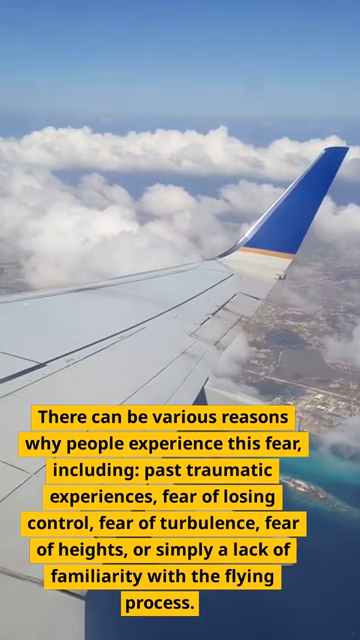 There can be various reasons
why people experience this fear,
including: past traumatic
experiences, fear of losing
control, fear of turbulence, fear
of heights, or simply a lack of
familiarity with the flying
process.